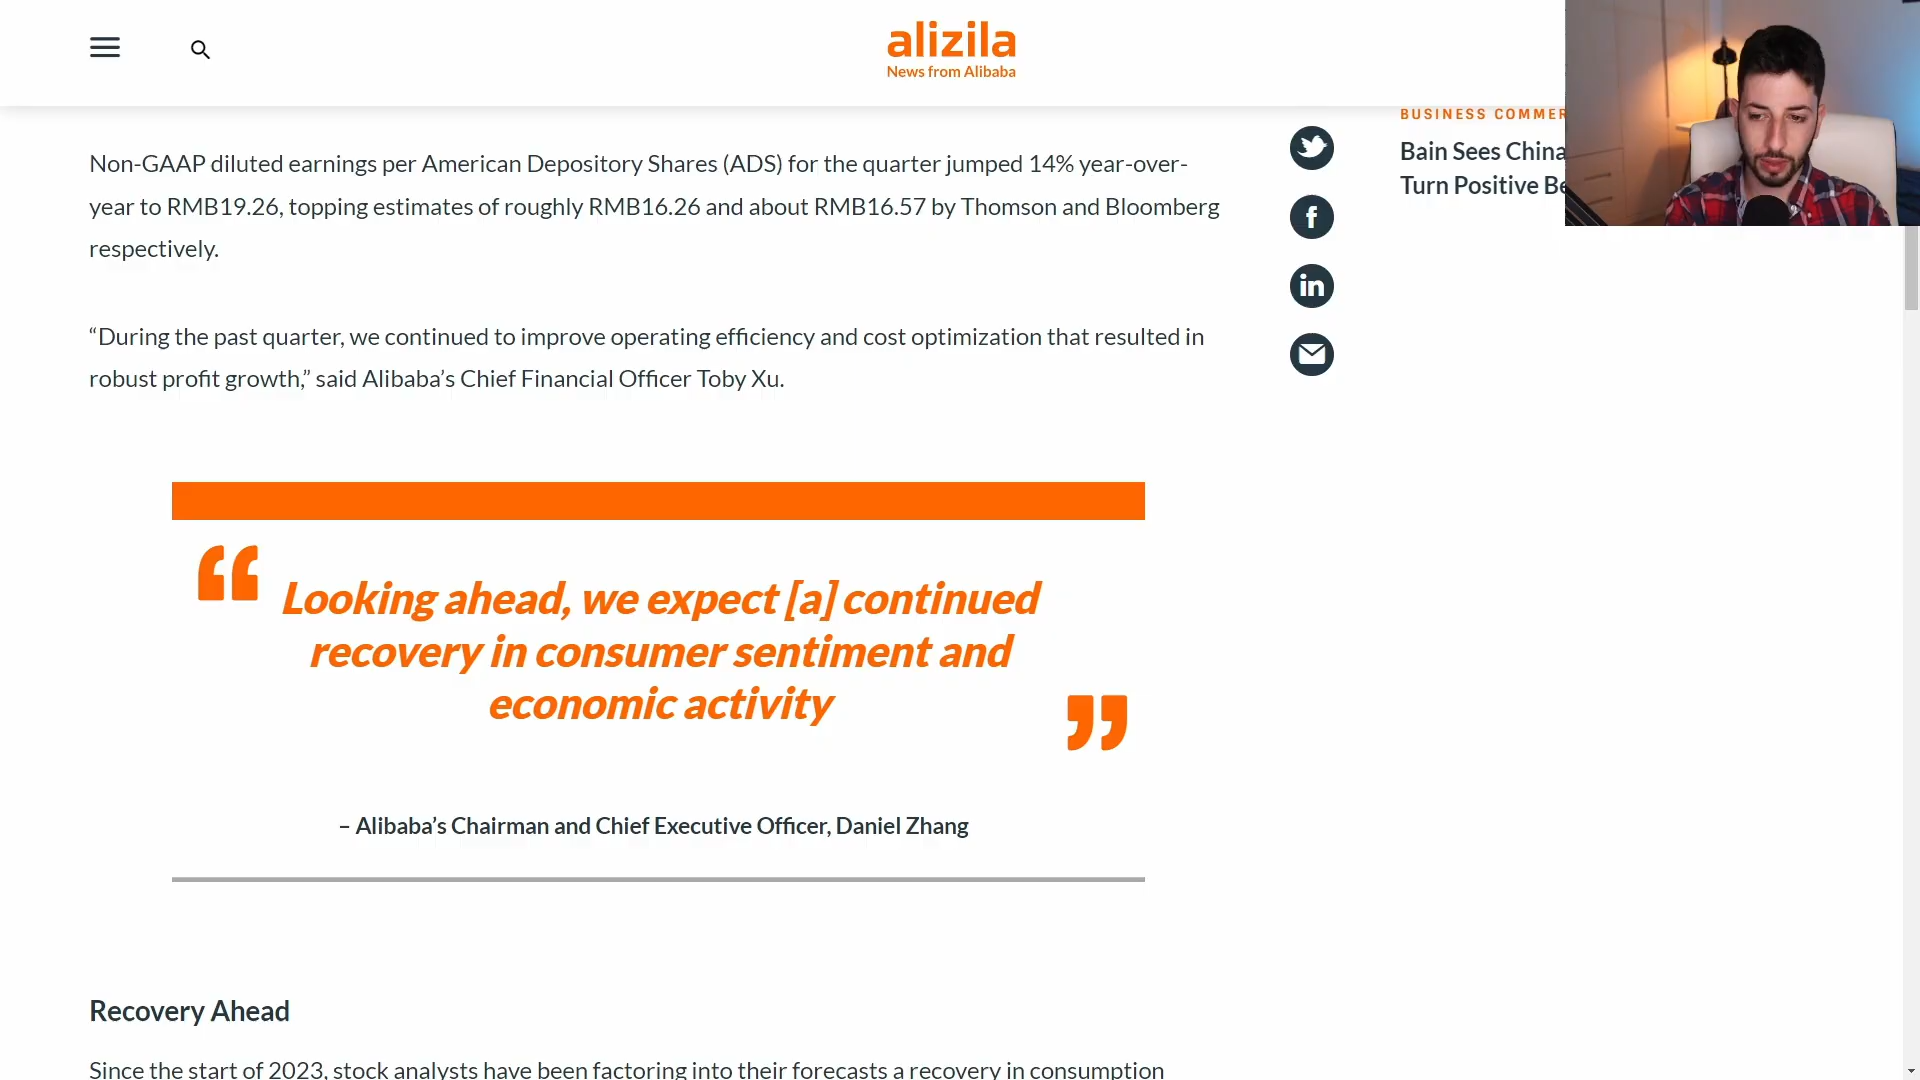 alizila
News from Alibaba
BUSINESS COMMER
Bain Sees China
Turn Positive Be
Non-GAAP diluted earnings per American Depository Shares (ADS) for the quarter jumped 14% year-over-
year to RMB19.26, topping estimates of roughly RMB16.26 and about RMB16.57 by Thomson and Bloomberg
respectively.
“During the past quarter, we continued to improve operating efficiency and cost optimization that resulted in
robust profit growth,” said Alibaba’s Chief Financial Officer Toby Xu.
“Looking ahead, we expect [a] continued
recovery in consumer sentiment and
economic activity”
– Alibaba’s Chairman and Chief Executive Officer, Daniel Zhang
Recovery Ahead
Since the start of 2023, stock analysts have been factoring into their forecasts a recovery in consumption